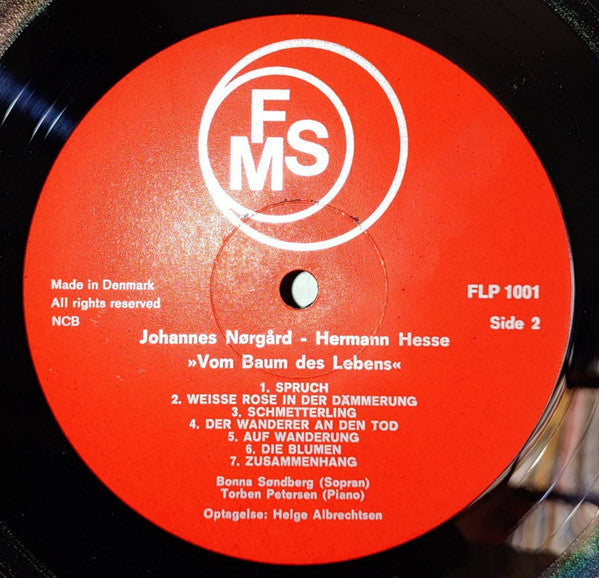 FMS
Made in Denmark
All rights reserved
NCB
FLP 1001
Side 2
Johannes Nørgård - Hermann Hesse
»Vom Baum des Lebens«
1. SPRUCH
2. WEISSE ROSE IN DER DÄMMERUNG
3. SCHMETTERLING
4. DER WANDERER AN DEN TOD
5. AUF WANDERUNG
6. DIE BLUMEN
7. ZUSAMMENHANG
Bonna Søndberg (Sopran)
Torben Petersen (Piano)
Optagelse: Helge Albrechtsen